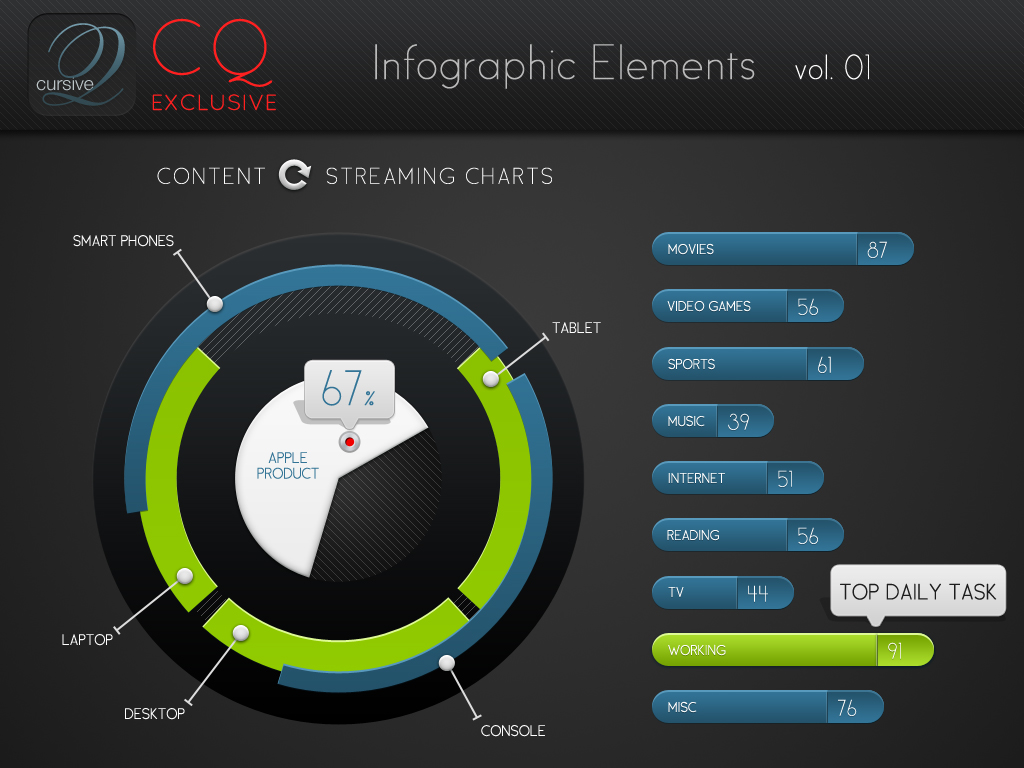 cursive
CQ
EXCLUSIVE
Infographic Elements vol. 01
CONTENT STREAMING CHARTS
SMART PHONES
TABLET
67%
APPLE
PRODUCT
LAPTOP
DESKTOP
CONSOLE
MOVIES 87
VIDEO GAMES 56
SPORTS 61
MUSIC 39
INTERNET 51
READING 56
TV 44
TOP DAILY TASK
WORKING 91
MISC 76